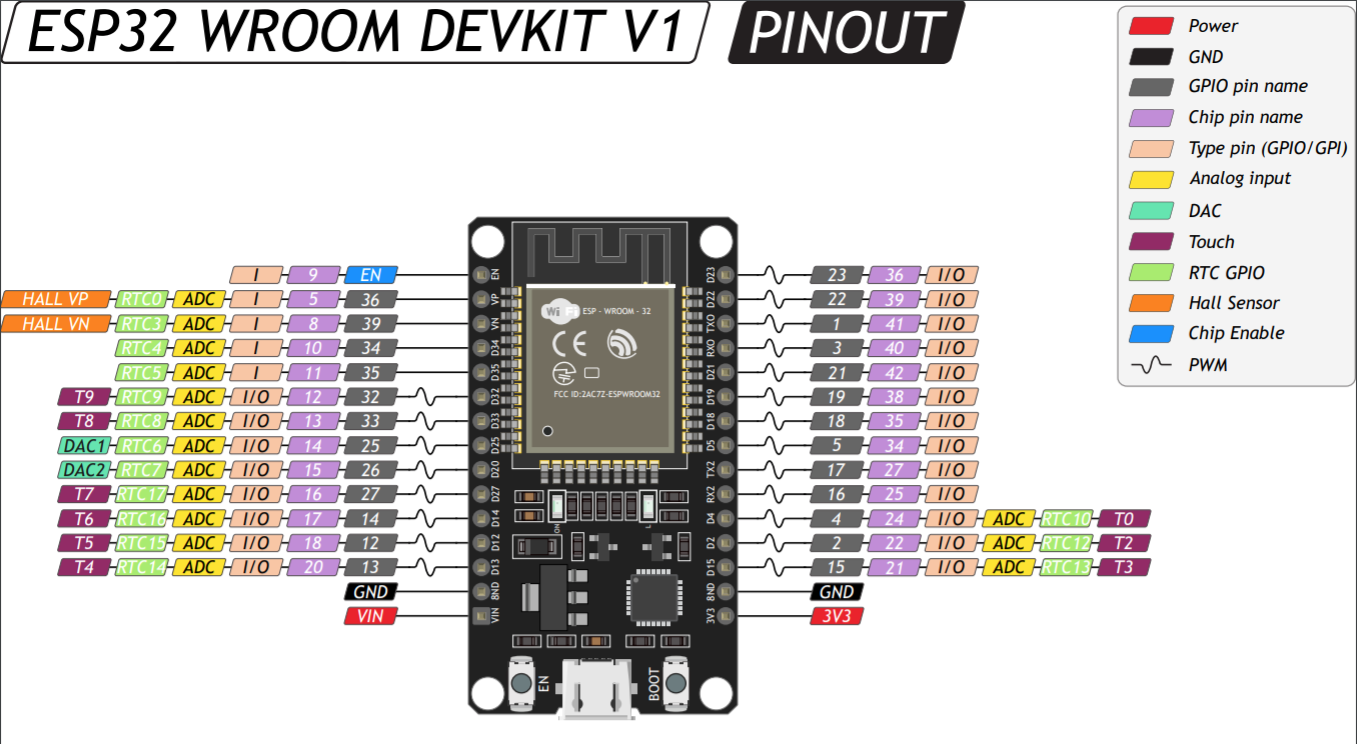 ESP32 WROOM DEVKIT V1 PINOUT
Power
GND
GPIO pin name
Chip pin name
Type pin (GPIO/GPI)
Analog input
DAC
Touch
RTC GPIO
Hall Sensor
Chip Enable
PWM
I 9 EN EN D23 23 36 I/O
HALL VP RTC0 ADC I 5 36 VP D22 22 39 I/O
HALL VN RTC3 ADC I 8 39 VN TX0 1 41 I/O
RTC4 ADC I 10 34 D34 RX0 3 40 I/O
RTC5 ADC I 11 35 D35 D21 21 42 I/O
T9 RTC9 ADC I/O 12 32 D32 D19 19 38 I/O
T8 RTC8 ADC I/O 13 33 D33 D18 18 35 I/O
DAC1 RTC6 ADC I/O 14 25 D25 D5 5 34 I/O
DAC2 RTC7 ADC I/O 15 26 D20 TX2 17 27 I/O
T7 RTC17 ADC I/O 16 27 D27 RX2 16 25 I/O
T6 RTC16 ADC I/O 17 14 D14 D4 4 24 I/O ADC RTC10 T0
T5 RTC15 ADC I/O 18 12 D12 D2 2 22 I/O ADC RTC12 T2
T4 RTC14 ADC I/O 20 13 D13 D15 15 21 I/O ADC RTC13 T3
GND 8ND 8ND GND
VIN VIN 3V3 3V3
Wi Fi ESP - WROOM - 32
CE
FCC ID:2AC7Z-ESPWROOM32
ON L
EN BOOT